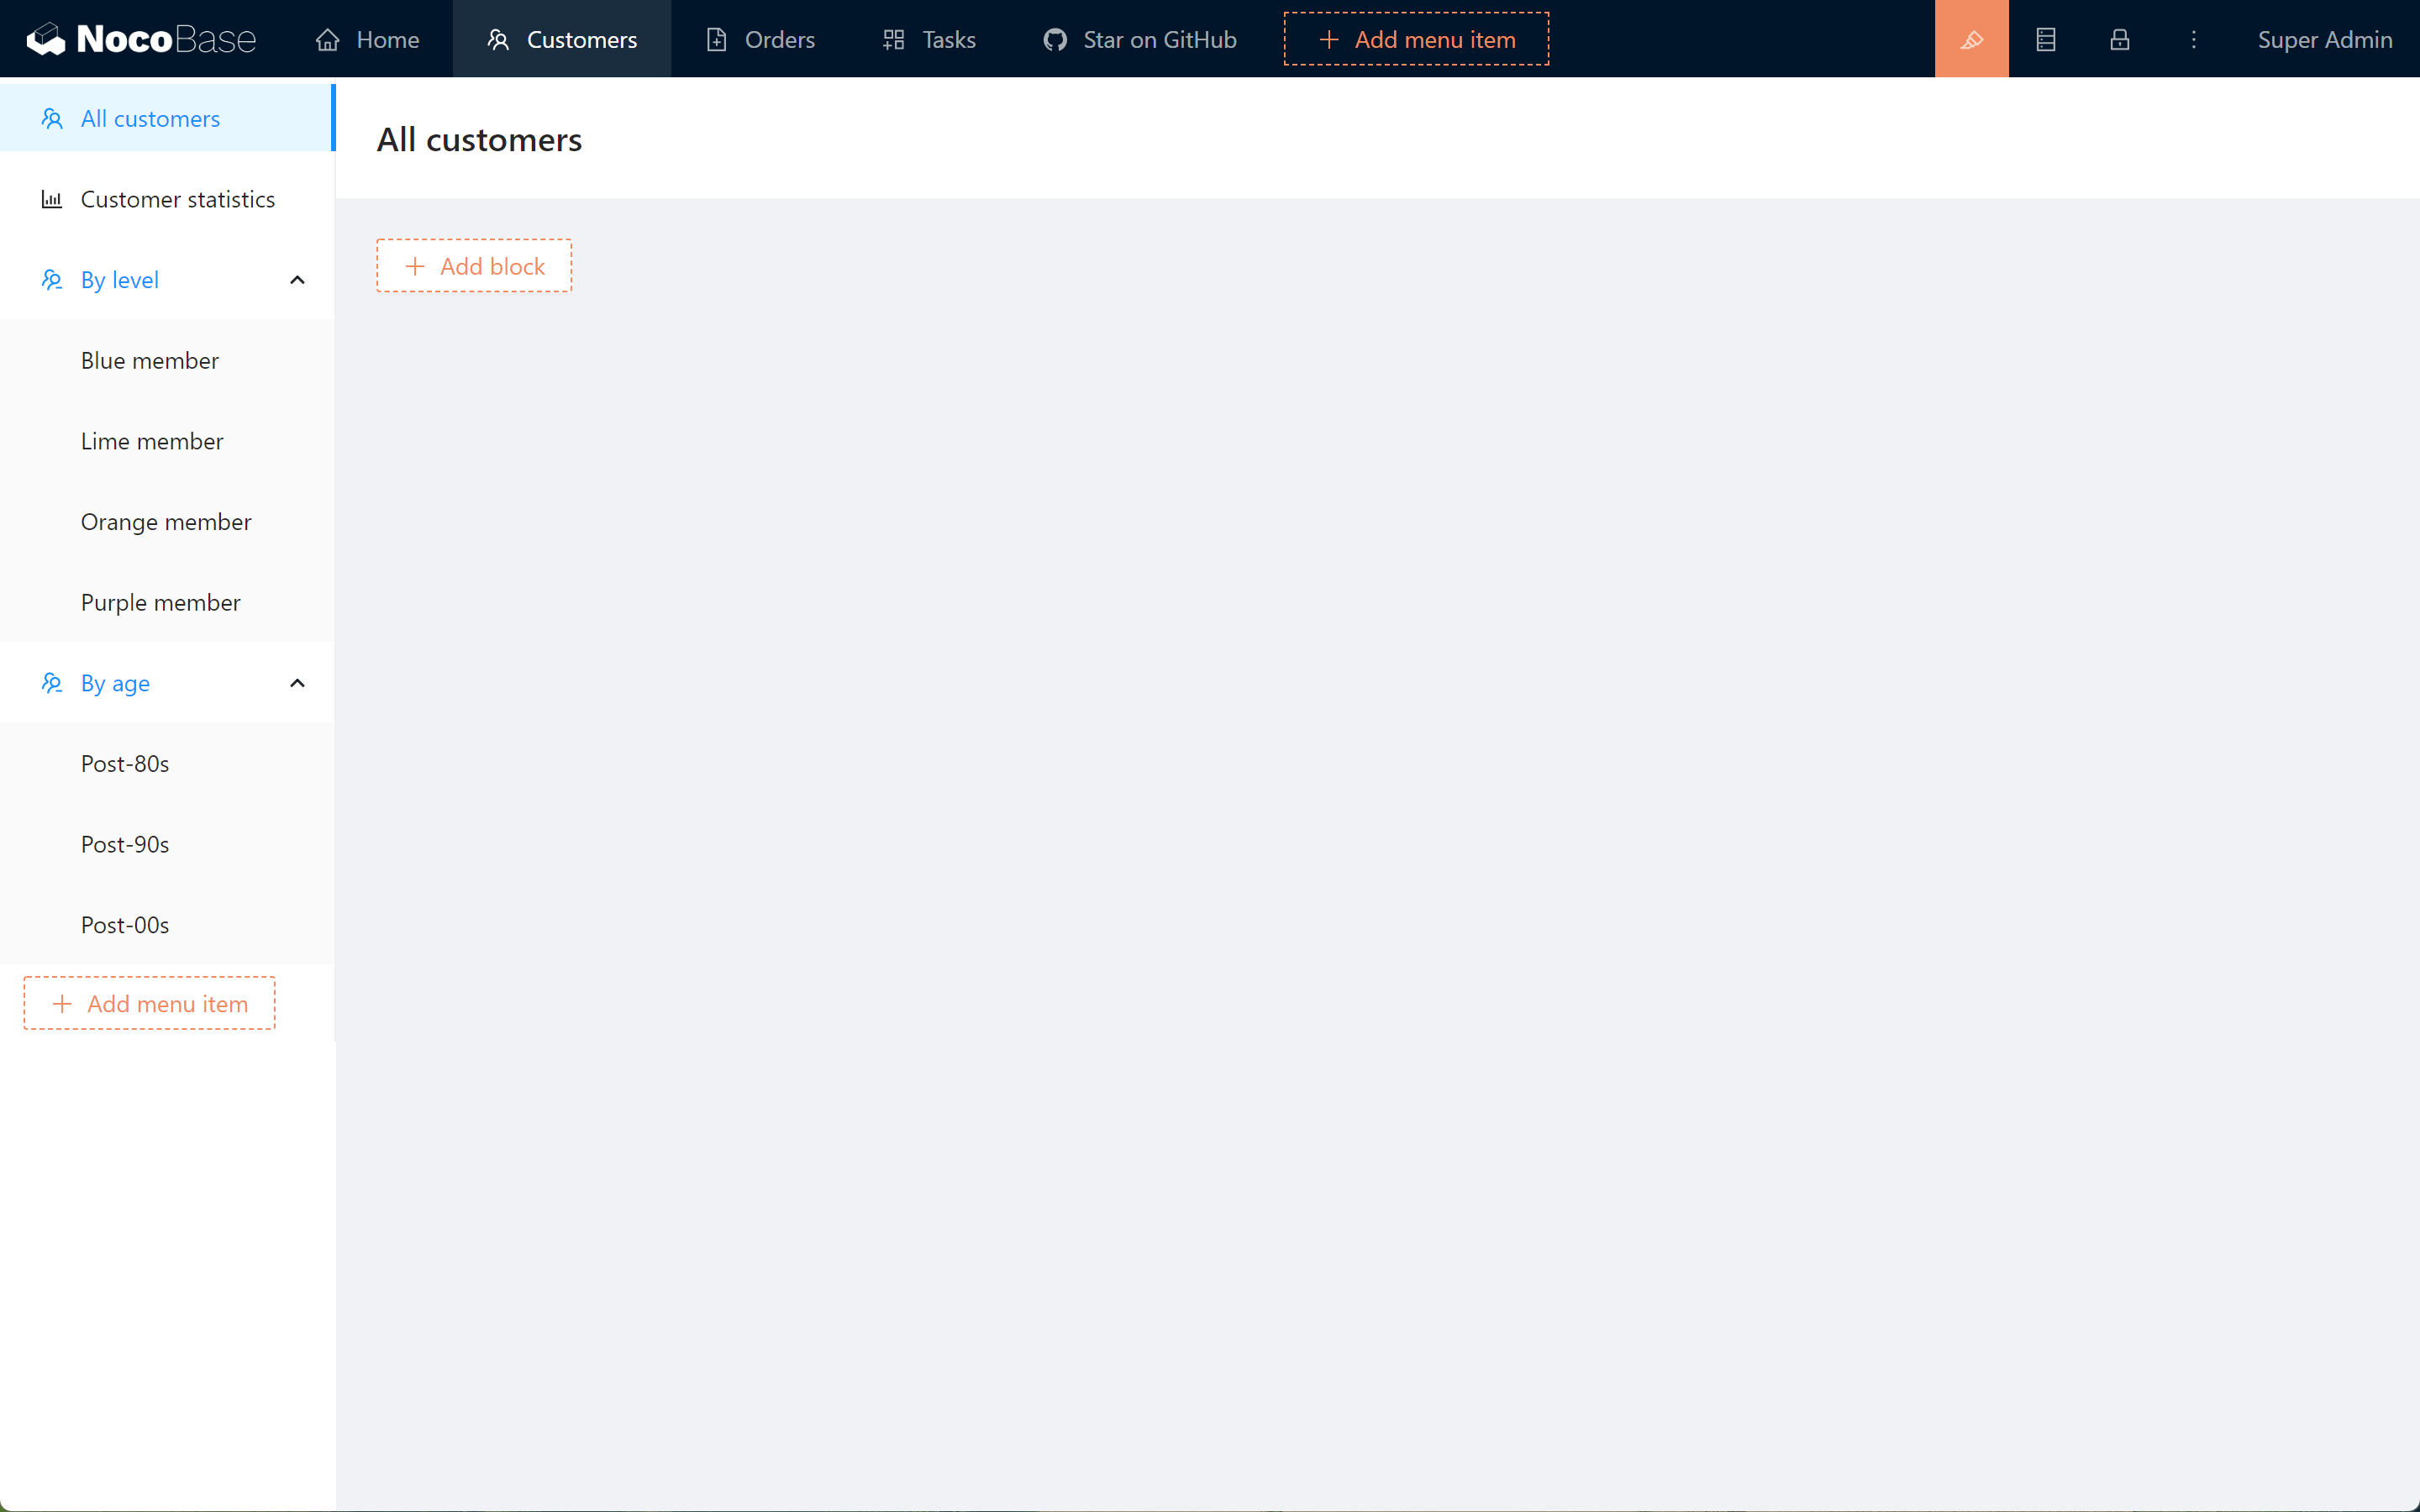 NocoBase Home Customers Orders Tasks Star on GitHub Add menu item Super Admin
All customers
All customers
Customer statistics
By level
Add block
Blue member
Lime member
Orange member
Purple member
By age
Post-80s
Post-90s
Post-00s
Add menu item